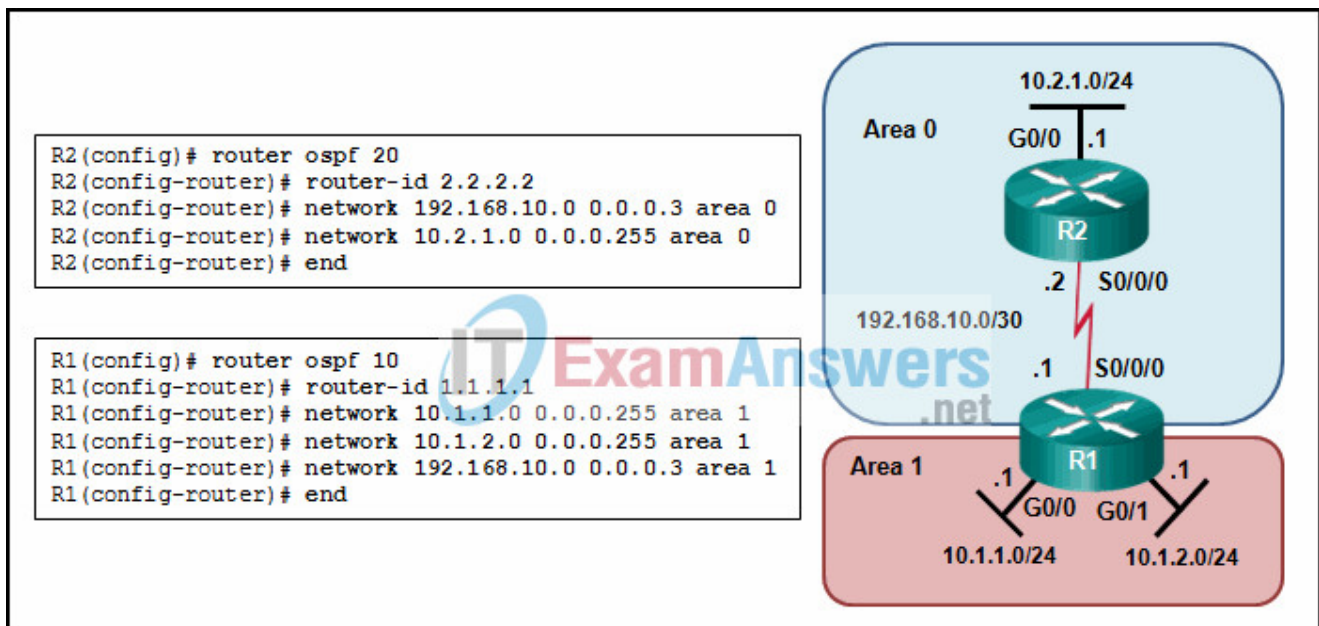 R2(config)# router ospf 20
R2(config-router)# router-id 2.2.2.2
R2(config-router)# network 192.168.10.0 0.0.0.3 area 0
R2(config-router)# network 10.2.1.0 0.0.0.255 area 0
R2(config-router)# end
R1(config)# router ospf 10
R1(config-router)# router-id 1.1.1.1
R1(config-router)# network 10.1.1.0 0.0.0.255 area 1
R1(config-router)# network 10.1.2.0 0.0.0.255 area 1
R1(config-router)# network 192.168.10.0 0.0.0.3 area 1
R1(config-router)# end
ITExamAnswers
.net
10.2.1.0/24
Area 0
G0/0 .1
R2
.2 S0/0/0
192.168.10.0/30
.1 S0/0/0
Area 1
R1
.1 .1
G0/0 G0/1
10.1.1.0/24 10.1.2.0/24